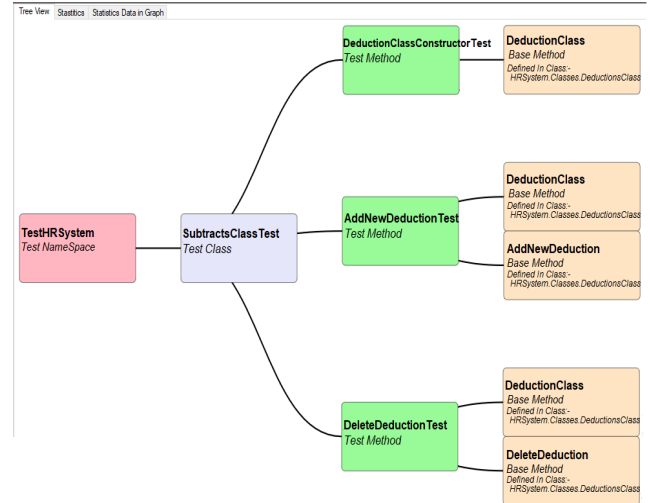 Tree View Stastitics Statistics Data in Graph
DeductionClassConstructorTest
Test Method
DeductionClass
Base Method
Defined In Class:-
HRSystem.Classes.DeductionsClass
TestHRSystem
Test NameSpace
SubtractsClassTest
Test Class
AddNewDeductionTest
Test Method
DeductionClass
Base Method
Defined In Class:-
HRSystem.Classes.DeductionsClass
AddNewDeduction
Base Method
Defined In Class:-
HRSystem.Classes.DeductionsClass
DeleteDeductionTest
Test Method
DeductionClass
Base Method
Defined In Class:-
HRSystem.Classes.DeductionsClass
DeleteDeduction
Base Method
Defined In Class:-
HRSystem.Classes.DeductionsClass